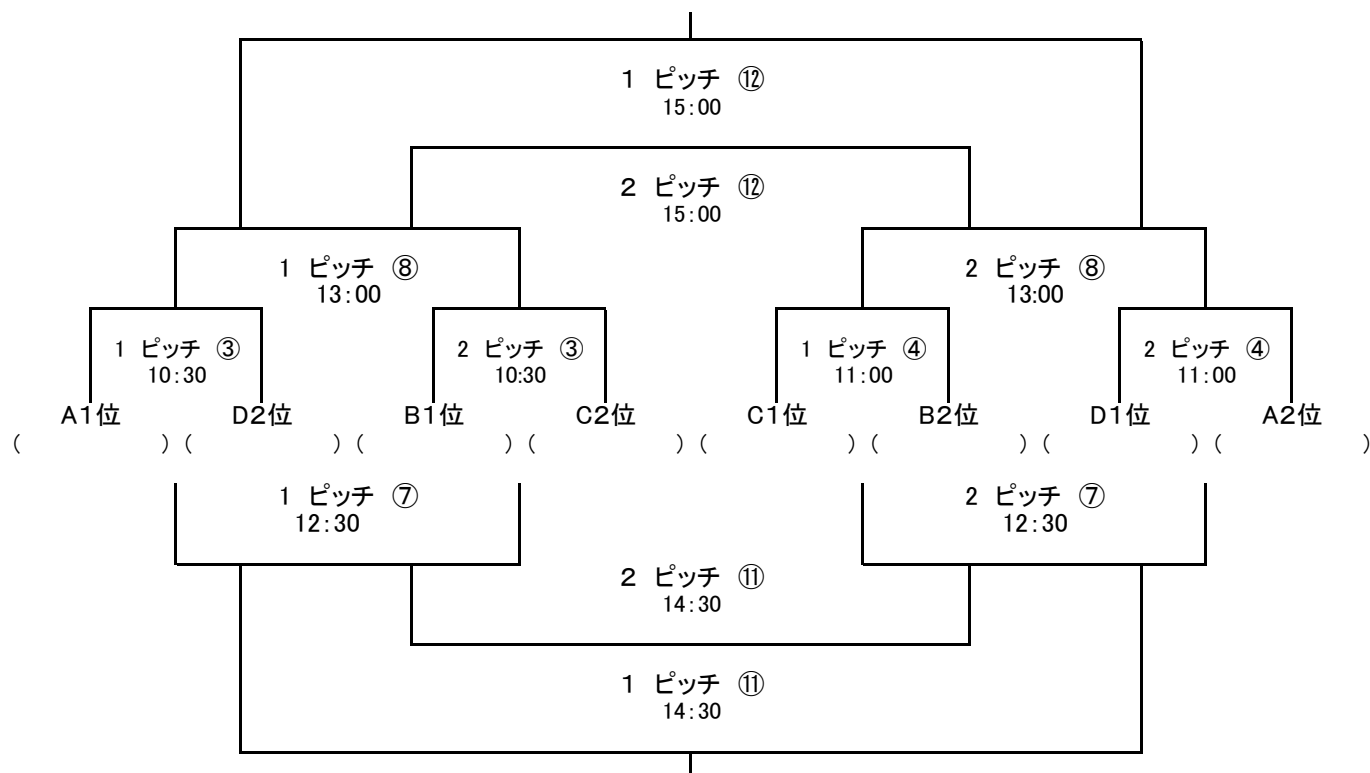 1 ピッチ ⑫
15:00
2 ピッチ ⑫
15:00
1 ピッチ ⑧ 2 ピッチ ⑧
13:00 13:00
1 ピッチ ③ 2 ピッチ ③ 1 ピッチ ④ 2 ピッチ ④
10:30 10:30 11:00 11:00
A1位 D2位 B1位 C2位 C1位 B2位 D1位 A2位
( ) ( ) ( ) ( ) ( ) ( ) ( ) ( )
1 ピッチ ⑦ 2 ピッチ ⑦
12:30 12:30
2 ピッチ ⑪
14:30
1 ピッチ ⑪
14:30